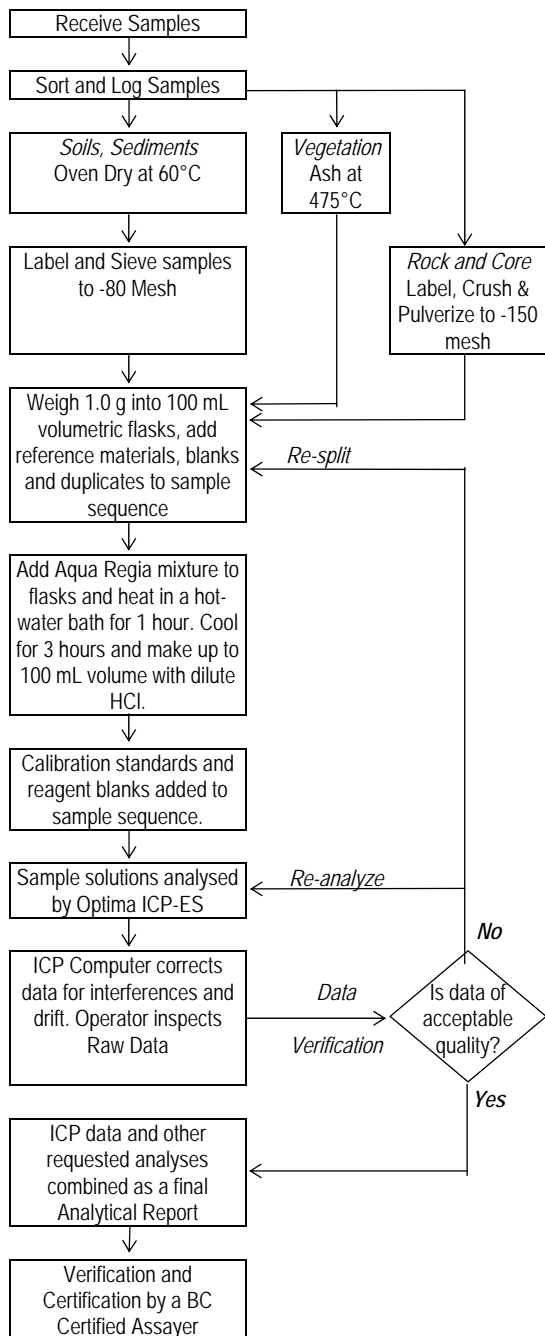 Receive Samples
Sort and Log Samples
Soils, Sediments
Oven Dry at 60°C
Vegetation
Ash at
475°C
Label and Sieve samples
to -80 Mesh
Rock and Core
Label, Crush &
Pulverize to -150
mesh
Weigh 1.0 g into 100 mL
volumetric flasks, add
reference materials, blanks
and duplicates to sample
sequence
Re-split
Add Aqua Regia mixture to
flasks and heat in a hot-
water bath for 1 hour. Cool
for 3 hours and make up to
100 mL volume with dilute
HCl.
Calibration standards and
reagent blanks added to
sample sequence.
Sample solutions analysed
by Optima ICP-ES
Re-analyze
No
ICP Computer corrects
data for interferences and
drift. Operator inspects
Raw Data
Data
Verification
Is data of
acceptable
quality?
Yes
ICP data and other
requested analyses
combined as a final
Analytical Report
Verification and
Certification by a BC
Certified Assayer